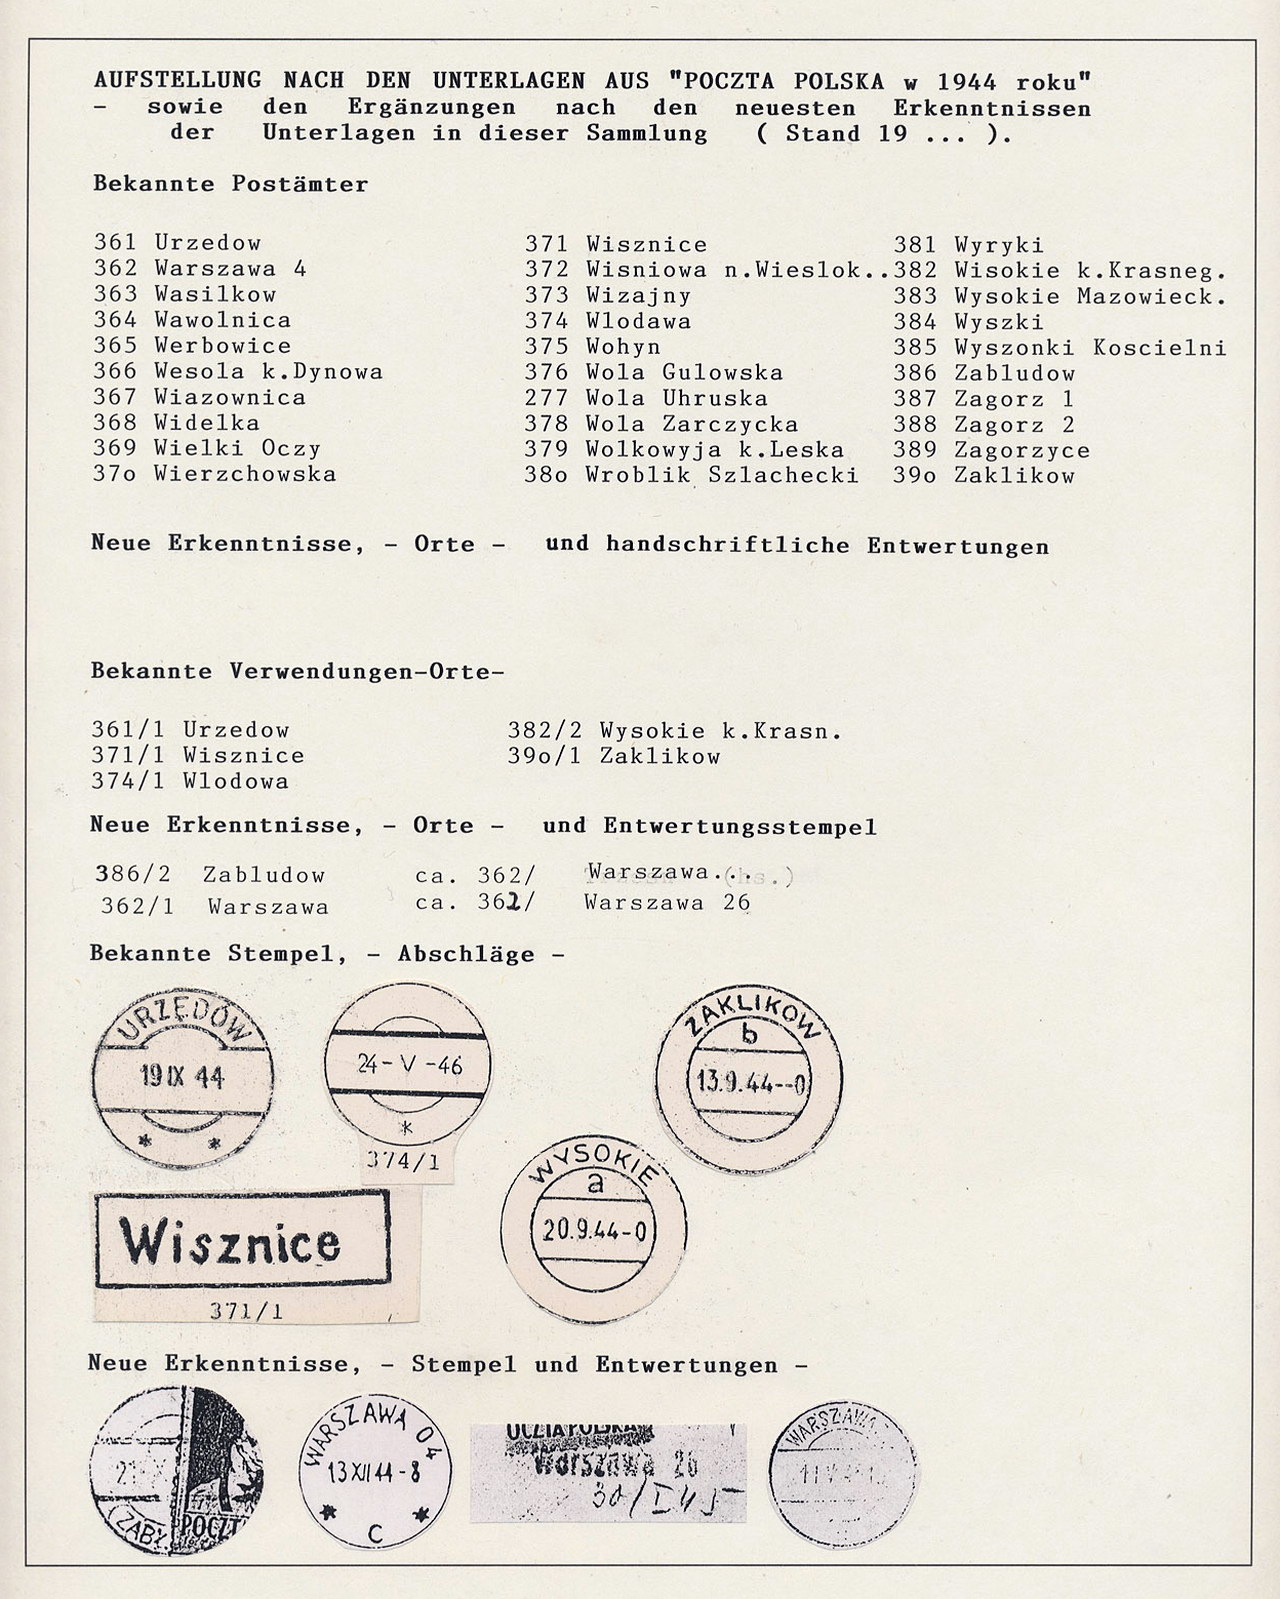 AUFSTELLUNG NACH DEN UNTERLAGEN AUS "POCZTA POLSKA w 1944 roku"
- sowie den Ergänzungen nach den neuesten Erkenntnissen
der Unterlagen in dieser Sammlung ( Stand 19 ... ).
Bekannte Postämter
361 Urzedow
362 Warszawa 4
363 Wasilkow
364 Wawolnica
365 Werbowice
366 Wesola k.Dynowa
367 Wiazownica
368 Widelka
369 Wielki Oczy
37o Wierzchowska
371 Wisznice
372 Wisniowa n.Wieslok..
373 Wizajny
374 Wlodawa
375 Wohyn
376 Wola Gulowska
277 Wola Uhruska
378 Wola Zarczycka
379 Wolkowyja k.Leska
38o Wroblik Szlachecki
381 Wyryki
382 Wisokie k.Krasneg.
383 Wysokie Mazowieck.
384 Wyszki
385 Wyszonki Koscielni
386 Zabludow
387 Zagorz 1
388 Zagorz 2
389 Zagorzyce
39o Zaklikow
Neue Erkenntnisse, - Orte - und handschriftliche Entwertungen
Bekannte Verwendungen-Orte-
361/1 Urzedow
371/1 Wisznice
374/1 Wlodowa
382/2 Wysokie k.Krasn.
39o/1 Zaklikow
Neue Erkenntnisse, - Orte - und Entwertungsstempel
386/2 Zabludow ca. 362/ Warszawa... (hs.)
362/1 Warszawa ca. 362/ Warszawa 26
Bekannte Stempel, - Abschläge -
URZĘDÓW
19 IX 44
* *
24-V-46
*
374/1
ZAKLIKOW
b
13.9.44--0
WYSOKIE
a
20.9.44-0
Wisznice
371/1
Neue Erkenntnisse, - Stempel und Entwertungen -
POCZT
(ZABŁ
WARSZAWA 04
13 XII 44-8
* *
C
Warszawa 26
30/I 45
WARSZAWA